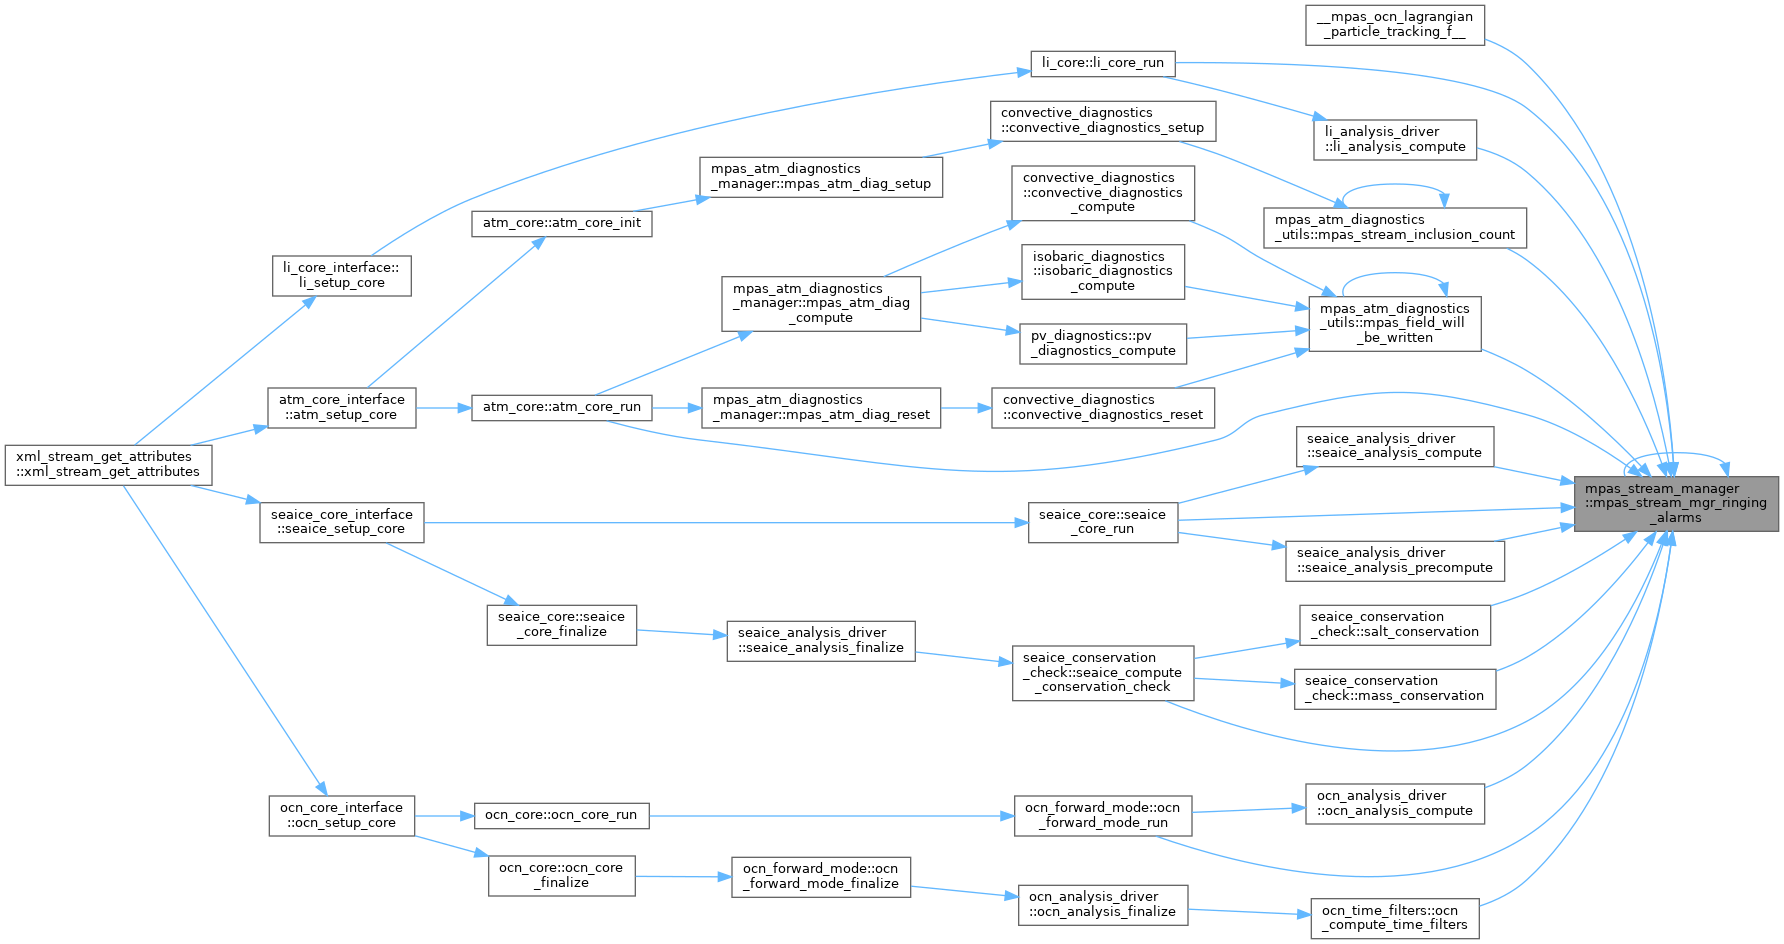 __mpas_ocn_lagrangian
_particle_tracking_f__
li_core::li_core_run
convective_diagnostics
::convective_diagnostics_setup
li_analysis_driver
::li_analysis_compute
mpas_atm_diagnostics
_manager::mpas_atm_diag_setup
convective_diagnostics
::convective_diagnostics
_compute
atm_core::atm_core_init
mpas_atm_diagnostics
_utils::mpas_stream_inclusion_count
li_core_interface::
li_setup_core
isobaric_diagnostics
::isobaric_diagnostics
_compute
mpas_atm_diagnostics
_manager::mpas_atm_diag
_compute
mpas_atm_diagnostics
_utils::mpas_field_will
_be_written
pv_diagnostics::pv
_diagnostics_compute
atm_core_interface
::atm_setup_core
atm_core::atm_core_run
mpas_atm_diagnostics
_manager::mpas_atm_diag_reset
convective_diagnostics
::convective_diagnostics_reset
seaice_analysis_driver
::seaice_analysis_compute
xml_stream_get_attributes
::xml_stream_get_attributes
mpas_stream_manager
::mpas_stream_mgr_ringing
_alarms
seaice_core_interface
::seaice_setup_core
seaice_core::seaice
_core_run
seaice_analysis_driver
::seaice_analysis_precompute
seaice_core::seaice
_core_finalize
seaice_analysis_driver
::seaice_analysis_finalize
seaice_conservation
_check::salt_conservation
seaice_conservation
_check::seaice_compute
_conservation_check
seaice_conservation
_check::mass_conservation
ocn_core_interface
::ocn_setup_core
ocn_core::ocn_core_run
ocn_forward_mode::ocn
_forward_mode_run
ocn_analysis_driver
::ocn_analysis_compute
ocn_core::ocn_core
_finalize
ocn_forward_mode::ocn
_forward_mode_finalize
ocn_analysis_driver
::ocn_analysis_finalize
ocn_time_filters::ocn
_compute_time_filters